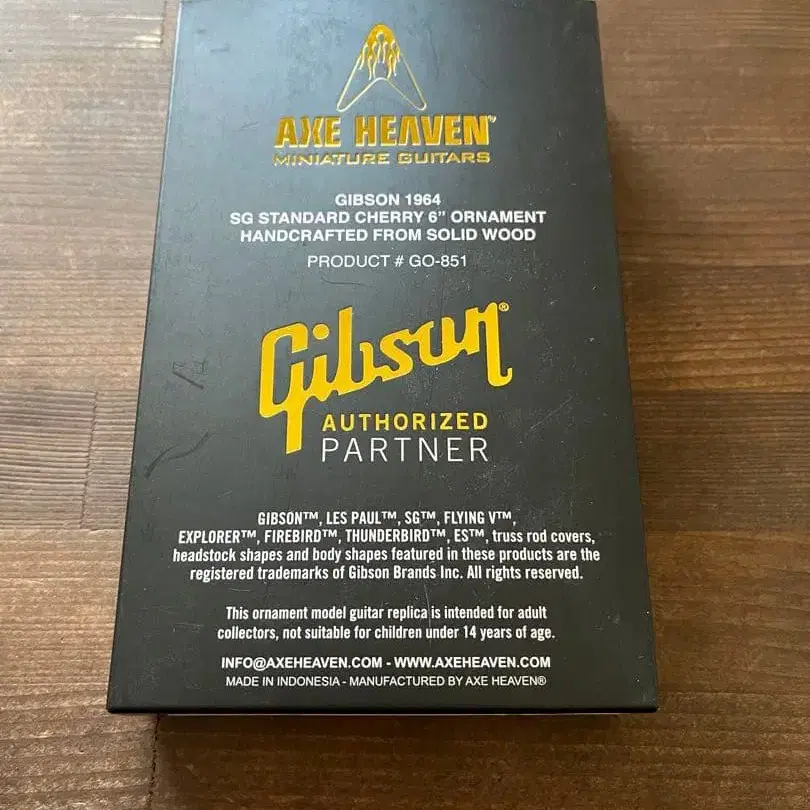 AXE HEAVEN®
MINIATURE GUITARS
GIBSON 1964
SG STANDARD CHERRY 6” ORNAMENT
HANDCRAFTED FROM SOLID WOOD
PRODUCT # GO-851
Gibson®
AUTHORIZED
PARTNER
GIBSON™, LES PAUL™, SG™, FLYING V™,
EXPLORER™, FIREBIRD™, THUNDERBIRD™, ES™, truss rod covers,
headstock shapes and body shapes featured in these products are the
registered trademarks of Gibson Brands Inc. All rights reserved.
This ornament model guitar replica is intended for adult
collectors, not suitable for children under 14 years of age.
INFO@AXEHEAVEN.COM - WWW.AXEHEAVEN.COM
MADE IN INDONESIA - MANUFACTURED BY AXE HEAVEN®